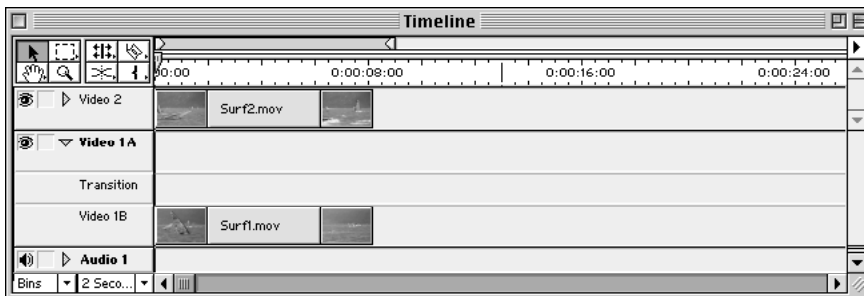 Timeline
00:00 0:00:08:00 0:00:16:00 0:00:24:00
Video 2
Surf2.mov
Video 1A
Transition
Video 1B
Surf1.mov
Audio 1
Bins 2 Seco...